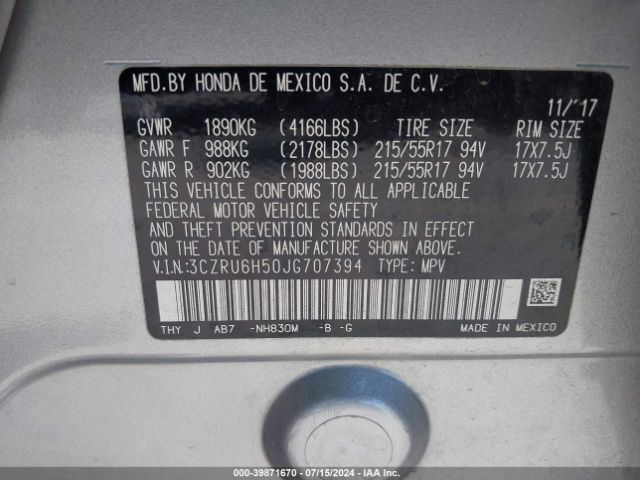 MFD.BY HONDA DE MEXICO S.A. DE C.V.
11/'17
GVWR 1890KG (4166LBS) TIRE SIZE RIM SIZE
GAWR F 988KG (2178LBS) 215/55R17 94V 17X7.5J
GAWR R 902KG (1988LBS) 215/55R17 94V 17X7.5J
THIS VEHICLE CONFORMS TO ALL APPLICABLE
FEDERAL MOTOR VEHICLE SAFETY
AND THEFT PREVENTION STANDARDS IN EFFECT
ON THE DATE OF MANUFACTURE SHOWN ABOVE.
V.I.N:3CZRU6H50JG707394 TYPE: MPV
THY J AB7 -NH830M -B -G MADE IN MEXICO
000-39871670 - 07/15/2024 - IAA Inc.